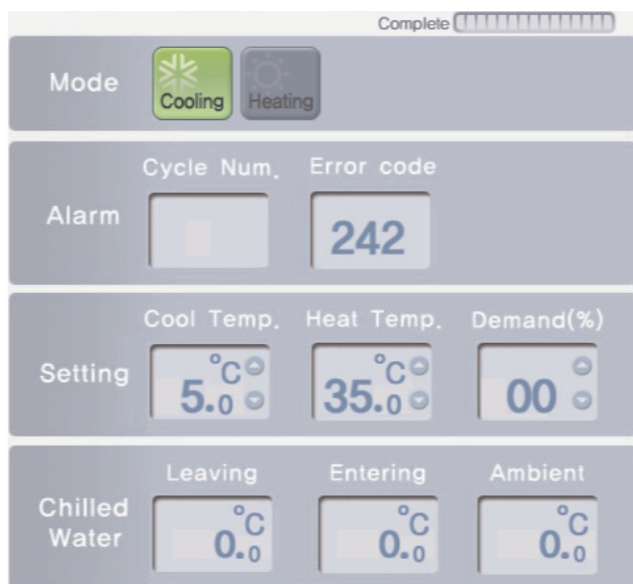 Complete
Mode Cooling Heating
Cycle Num. Error code
Alarm 242
Cool Temp. Heat Temp. Demand(%)
Setting °C 5.0 °C 35.0 00
Leaving Entering Ambient
Chilled Water °C 0.0 °C 0.0 °C 0.0